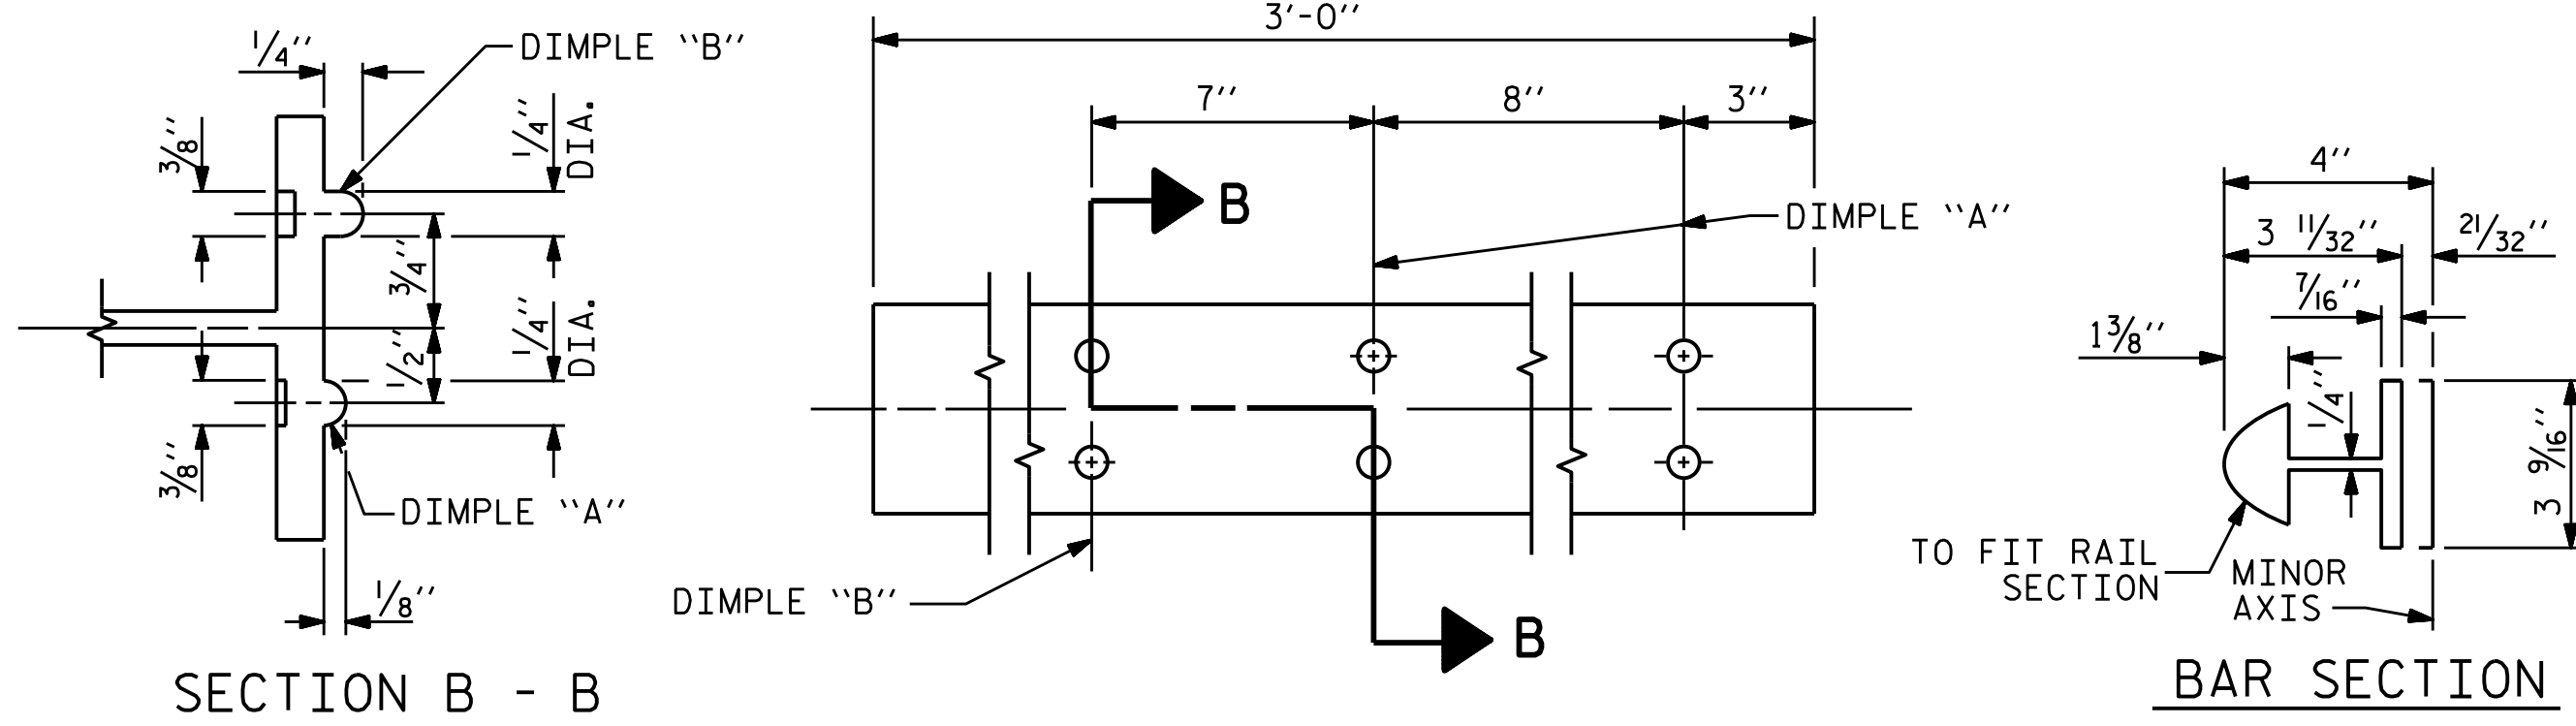 1/4"
DIMPLE "B"
3/8"
1/4" DIA.
3/4"
1/4" DIA.
1/2"
3/8"
DIMPLE "A"
1/8"
SECTION B - B
3'-0"
7"
8"
3"
B
DIMPLE "A"
DIMPLE "B"
B
4"
3 11/32"
21/32"
7/16"
1 3/8"
1/4"
3 9/16"
TO FIT RAIL
SECTION
MINOR
AXIS
BAR SECTION